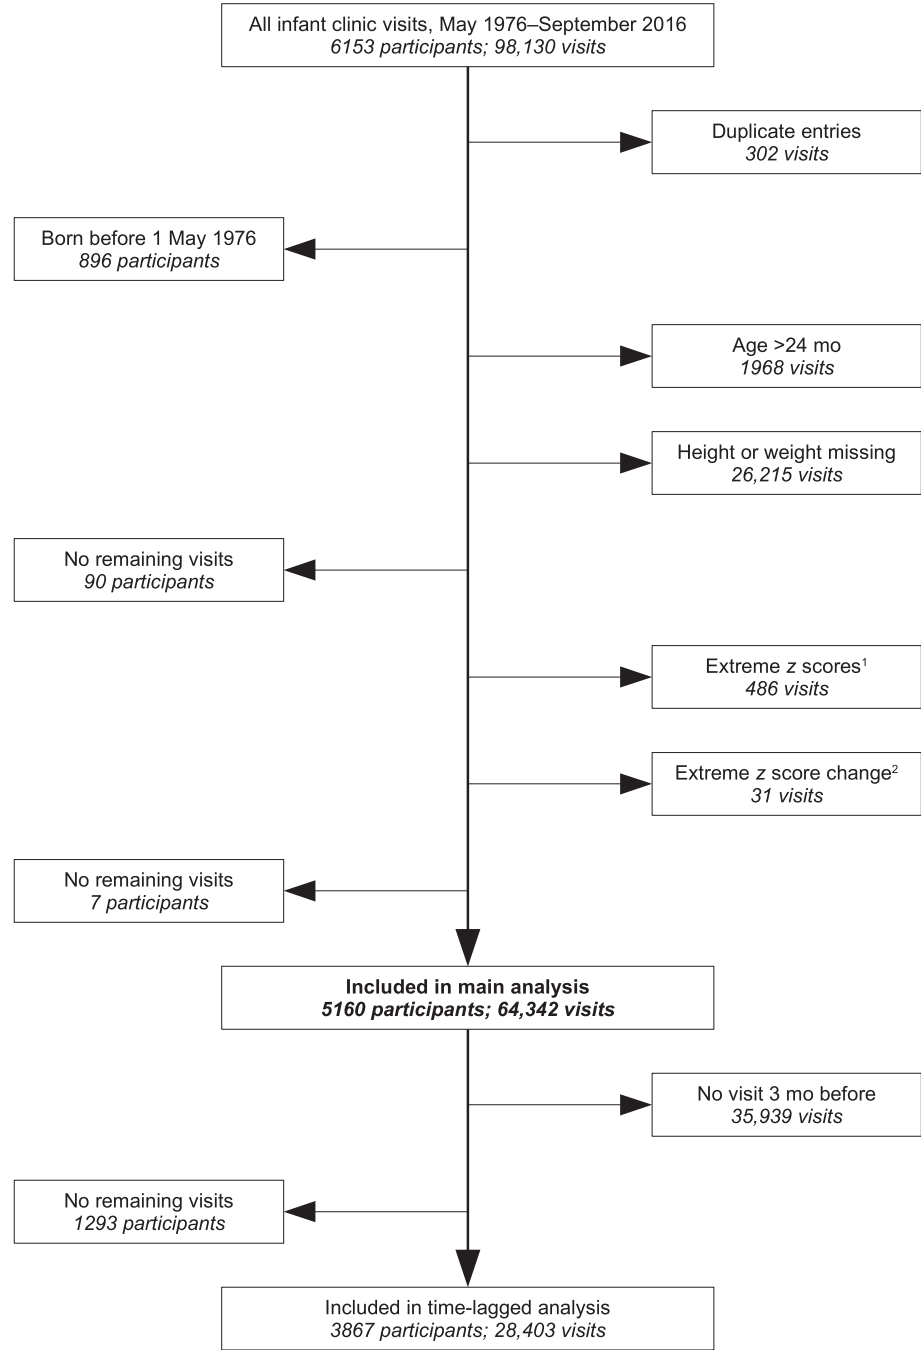 All infant clinic visits, May 1976–September 2016
6153 participants; 98,130 visits
Duplicate entries
302 visits
Born before 1 May 1976
896 participants
Age >24 mo
1968 visits
Height or weight missing
26,215 visits
No remaining visits
90 participants
Extreme z scores¹
486 visits
Extreme z score change²
31 visits
No remaining visits
7 participants
Included in main analysis
5160 participants; 64,342 visits
No visit 3 mo before
35,939 visits
No remaining visits
1293 participants
Included in time-lagged analysis
3867 participants; 28,403 visits